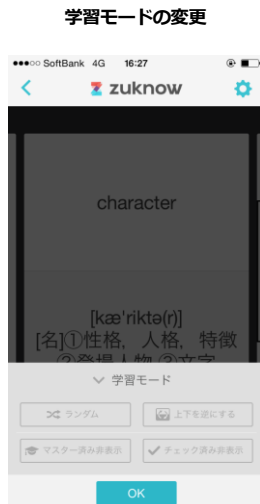 学習モードの変更
SoftBank 4G 16:27
zuknow
character
[kæ'riktə(r)]
[名]①性格, 人格, 特徴
②登場人物 ③文字
学習モード
ランダム
上下を逆にする
マスター済み非表示
チェック済み非表示
OK